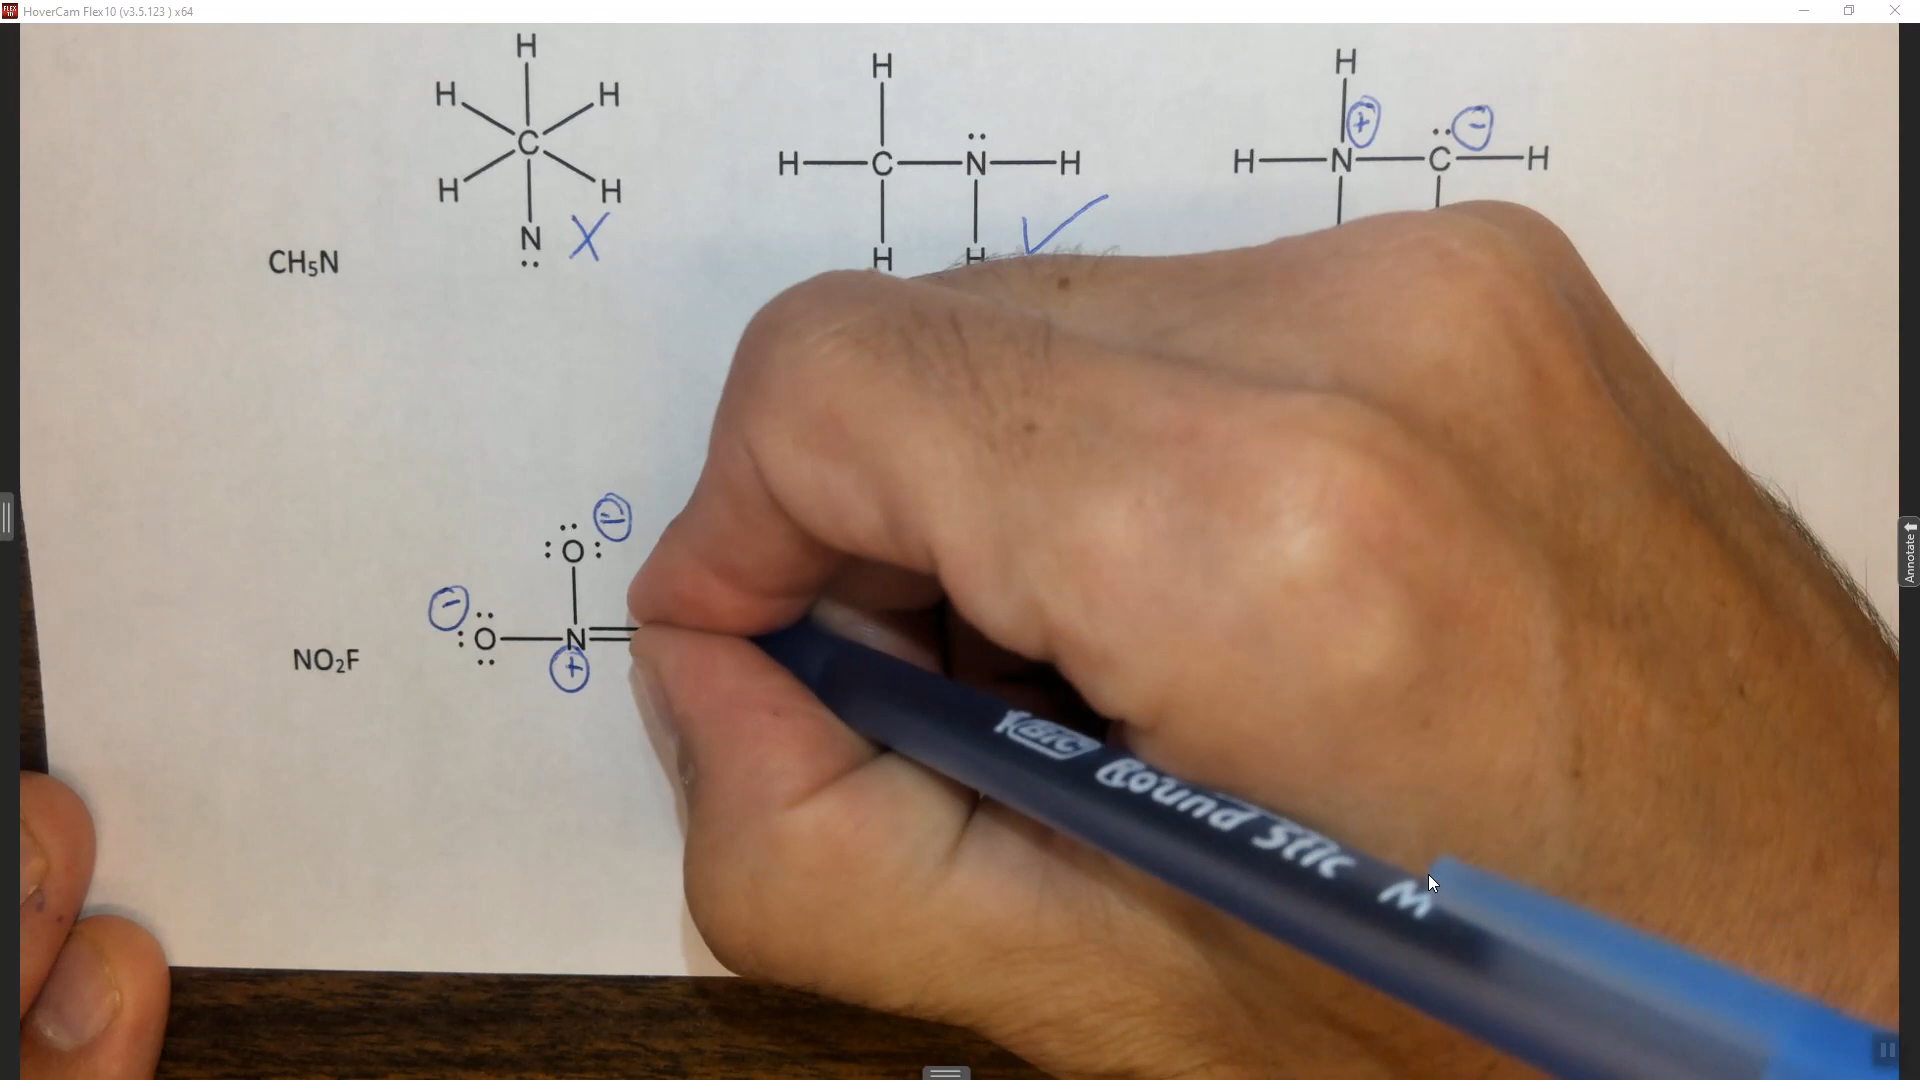 HoverCam Flex10 (v3.5.123 ) x64
H
H H
C
H H
N X
CH₅N
H
H C N H
H H
H
+ -
H N C H
-
O
-
O N
+
NO₂F
BIC Round Stic M
Annotate